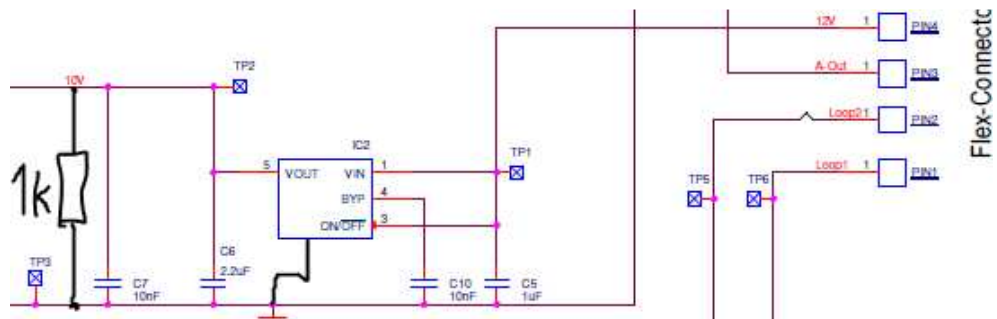 12V 1 PIN4
TP2
10V
A-Out 1 PIN3
Loop2 1 PIN2
IC2
TP1
5 VOUT VIN 1
Loop1 1 PIN1
BYP 4
TP5 TP6
1k
ON/OFF 3
C6
2.2uF
TP3
C7
10nF
C10
10nF
C5
1uF
Flex-Connecto